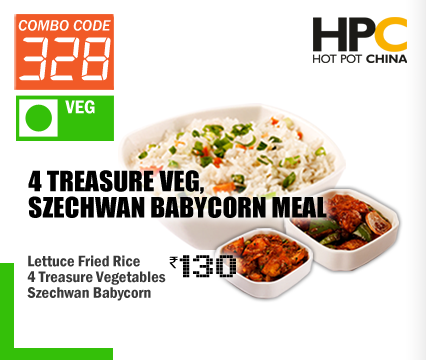 COMBO CODE
328
VEG
HPC
HOT POT CHINA
4 TREASURE VEG,
SZECHWAN BABYCORN MEAL
Lettuce Fried Rice
4 Treasure Vegetables
Szechwan Babycorn
₹130